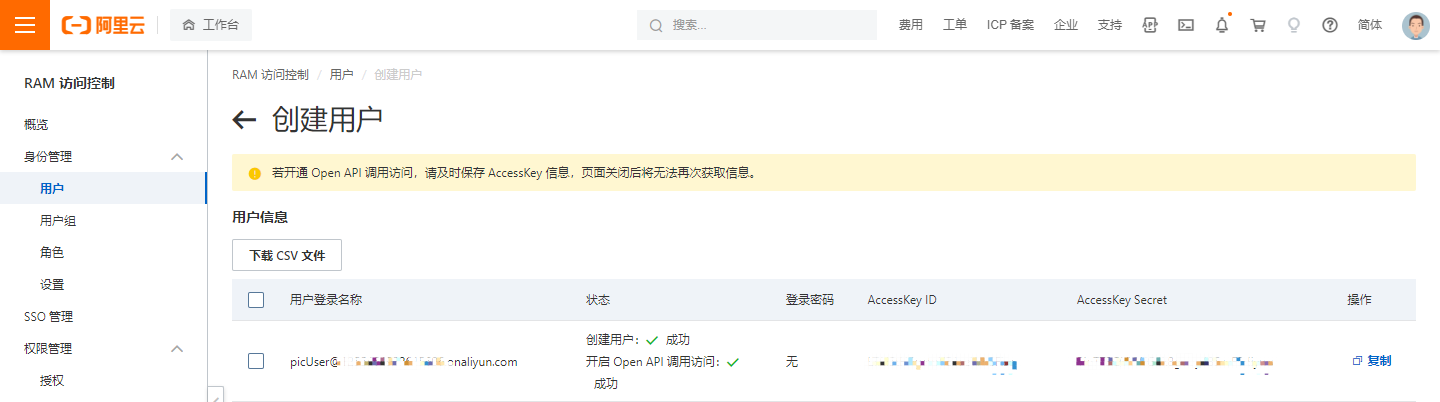 阿里云
工作台
搜索...
费用
工单
ICP 备案
企业
支持
简体
RAM 访问控制
概览
身份管理
用户
用户组
角色
设置
SSO 管理
权限管理
授权
RAM 访问控制 / 用户 / 创建用户
创建用户
若开通 Open API 调用访问，请及时保存 AccessKey 信息，页面关闭后将无法再次获取信息。
用户信息
下载 CSV 文件
用户登录名称 状态 登录密码 AccessKey ID AccessKey Secret 操作
创建用户： 成功
picUser@ naliyun.com 开启 Open API 调用访问： 无 复制
成功